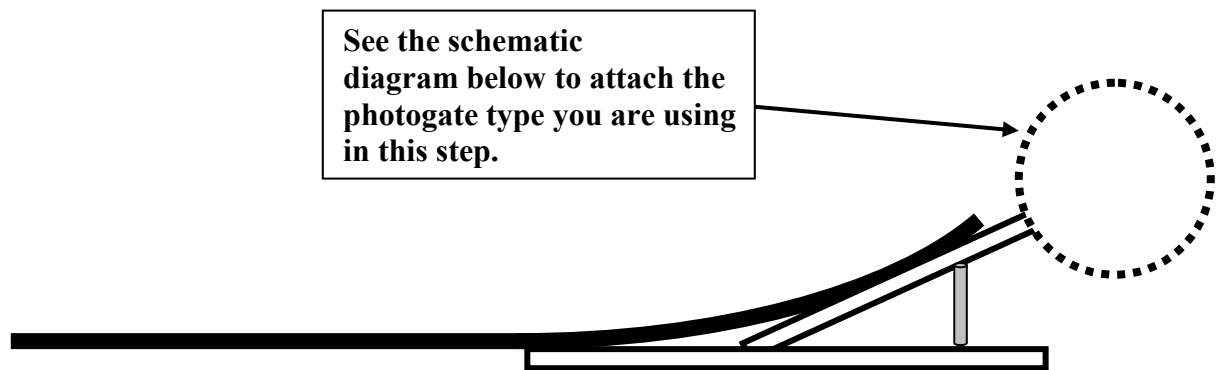 See the schematic
diagram below to attach the
photogate type you are using
in this step.